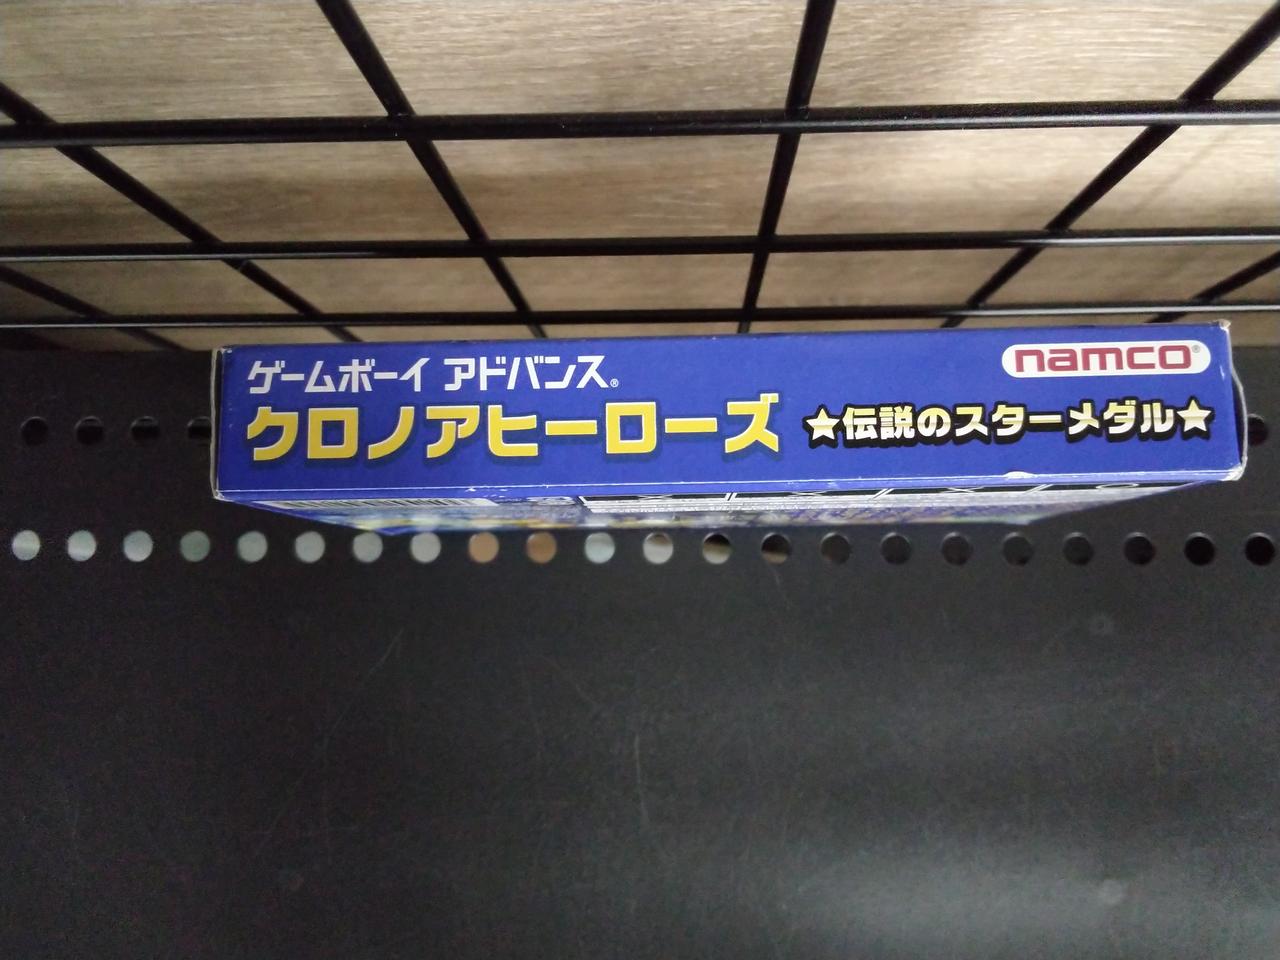 ゲームボーイ アドバンス®
namco®
クロノアヒーローズ ★伝説のスターメダル★